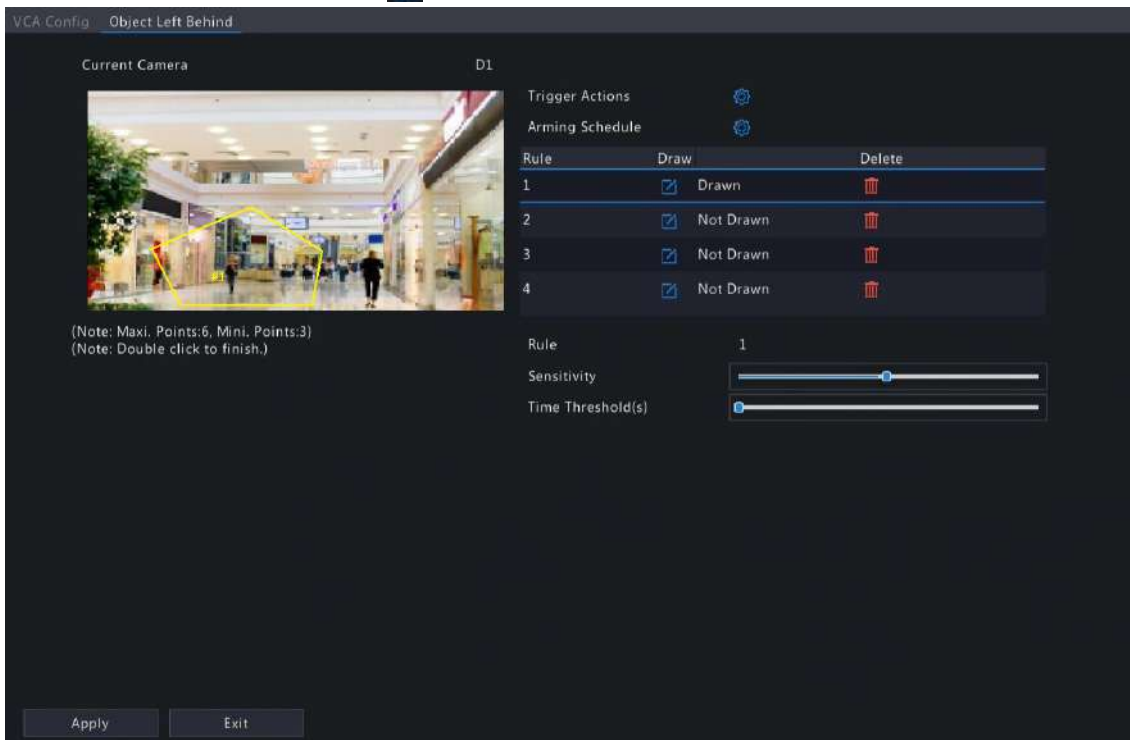 VCA Config Object Left Behind
Current Camera D1
#1
(Note: Maxi. Points:6, Mini. Points:3)
(Note: Double click to finish.)
Trigger Actions
Arming Schedule
Rule Draw Delete
1 Drawn
2 Not Drawn
3 Not Drawn
4 Not Drawn
Rule 1
Sensitivity
Time Threshold(s)
Apply Exit